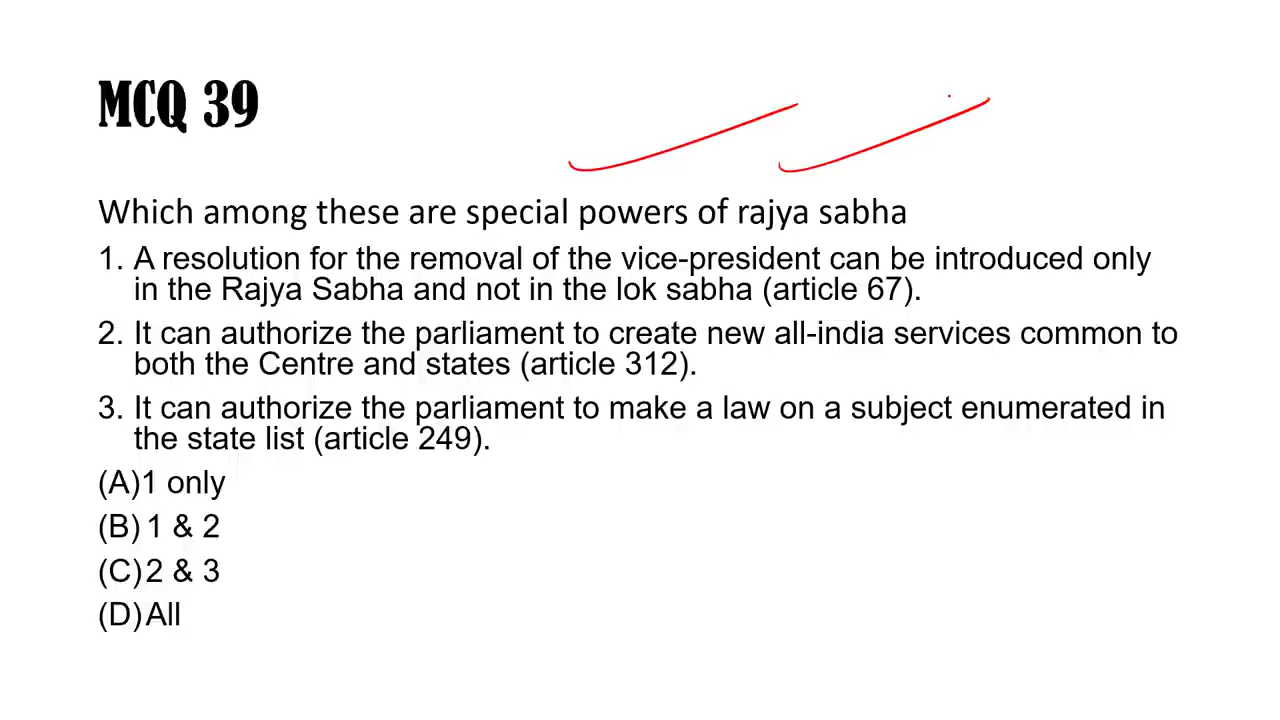 MCQ 39
Which among these are special powers of rajya sabha
1. A resolution for the removal of the vice-president can be introduced only
in the Rajya Sabha and not in the lok sabha (article 67).
2. It can authorize the parliament to create new all-india services common to
both the Centre and states (article 312).
3. It can authorize the parliament to make a law on a subject enumerated in
the state list (article 249).
(A) 1 only
(B) 1 & 2
(C) 2 & 3
(D) All